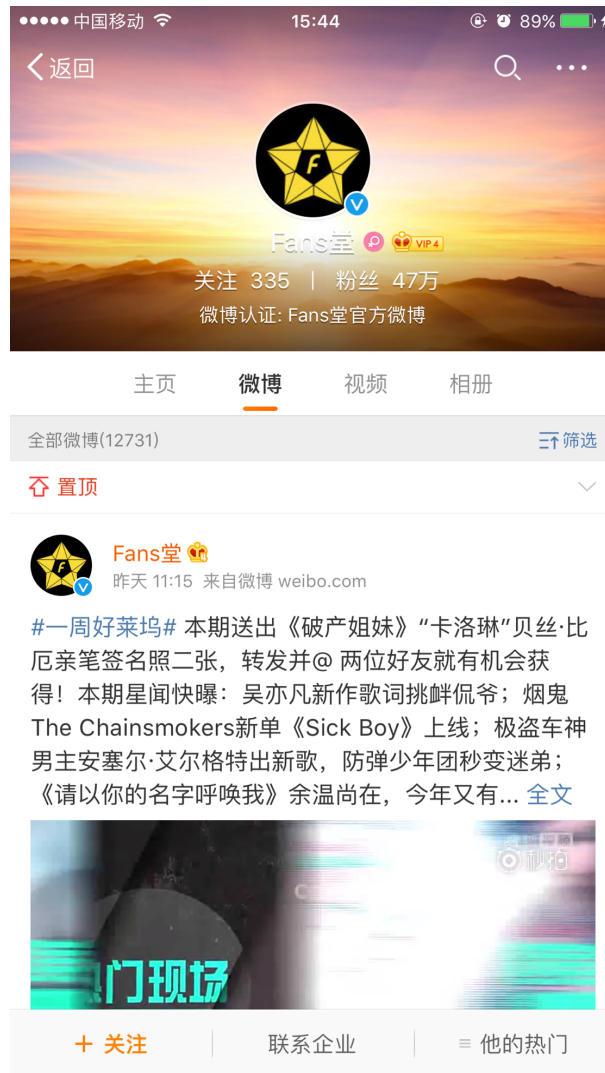 中国移动 15:44 89%
返回
F
Fans堂 VIP 4
关注 335 | 粉丝 47万
微博认证: Fans堂官方微博
主页 微博 视频 相册
全部微博(12731) 筛选
置顶
F
Fans堂
昨天 11:15 来自微博 weibo.com
#一周好莱坞# 本期送出《破产姐妹》“卡洛琳”贝丝·比
厄亲笔签名照二张，转发并@ 两位好友就有机会获
得！本期星闻快曝：吴亦凡新作歌词挑衅侃爷；烟鬼
The Chainsmokers新单《Sick Boy》上线；极盗车神
男主安塞尔·艾尔格特出新歌，防弹少年团秒变迷弟；
《请以你的名字呼唤我》余温尚在，今年又有... 全文
秒拍
热门现场
+ 关注 联系企业 ≡ 他的热门